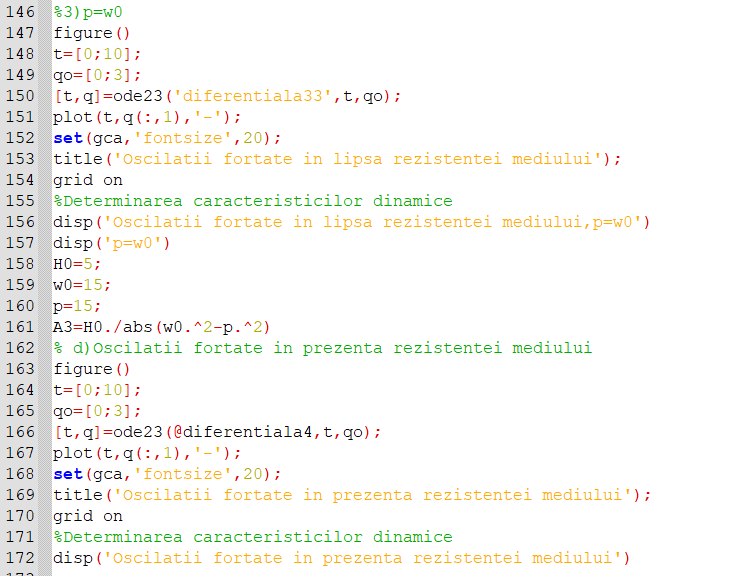 146 %3)p=w0
147 figure()
148 t=[0;10];
149 qo=[0;3];
150 [t,q]=ode23('diferentiala33',t,qo);
151 plot(t,q(:,1),'-');
152 set(gca,'fontsize',20);
153 title('Oscilatii fortate in lipsa rezistentei mediului');
154 grid on
155 %Determinarea caracteristicilor dinamice
156 disp('Oscilatii fortate in lipsa rezistentei mediului,p=w0')
157 disp('p=w0')
158 H0=5;
159 w0=15;
160 p=15;
161 A3=H0./abs(w0.^2-p.^2)
162 % d)Oscilatii fortate in prezenta rezistentei mediului
163 figure()
164 t=[0;10];
165 qo=[0;3];
166 [t,q]=ode23(@diferentiala4,t,qo);
167 plot(t,q(:,1),'-');
168 set(gca,'fontsize',20);
169 title('Oscilatii fortate in prezenta rezistentei mediului');
170 grid on
171 %Determinarea caracteristicilor dinamice
172 disp('Oscilatii fortate in prezenta rezistentei mediului')